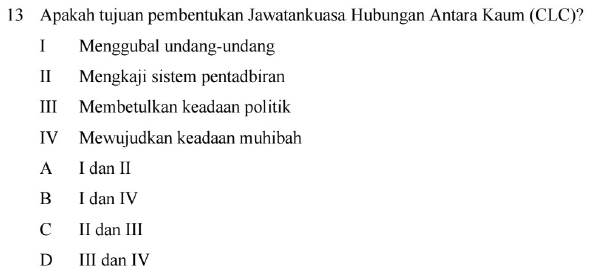 13 Apakah tujuan pembentukan Jawatankuasa Hubungan Antara Kaum (CLC)?
I Menggubal undang-undang
II Mengkaji sistem pentadbiran
III Membetulkan keadaan politik
IV Mewujudkan keadaan muhibah
A I dan II
B I dan IV
C II dan III
D III dan IV